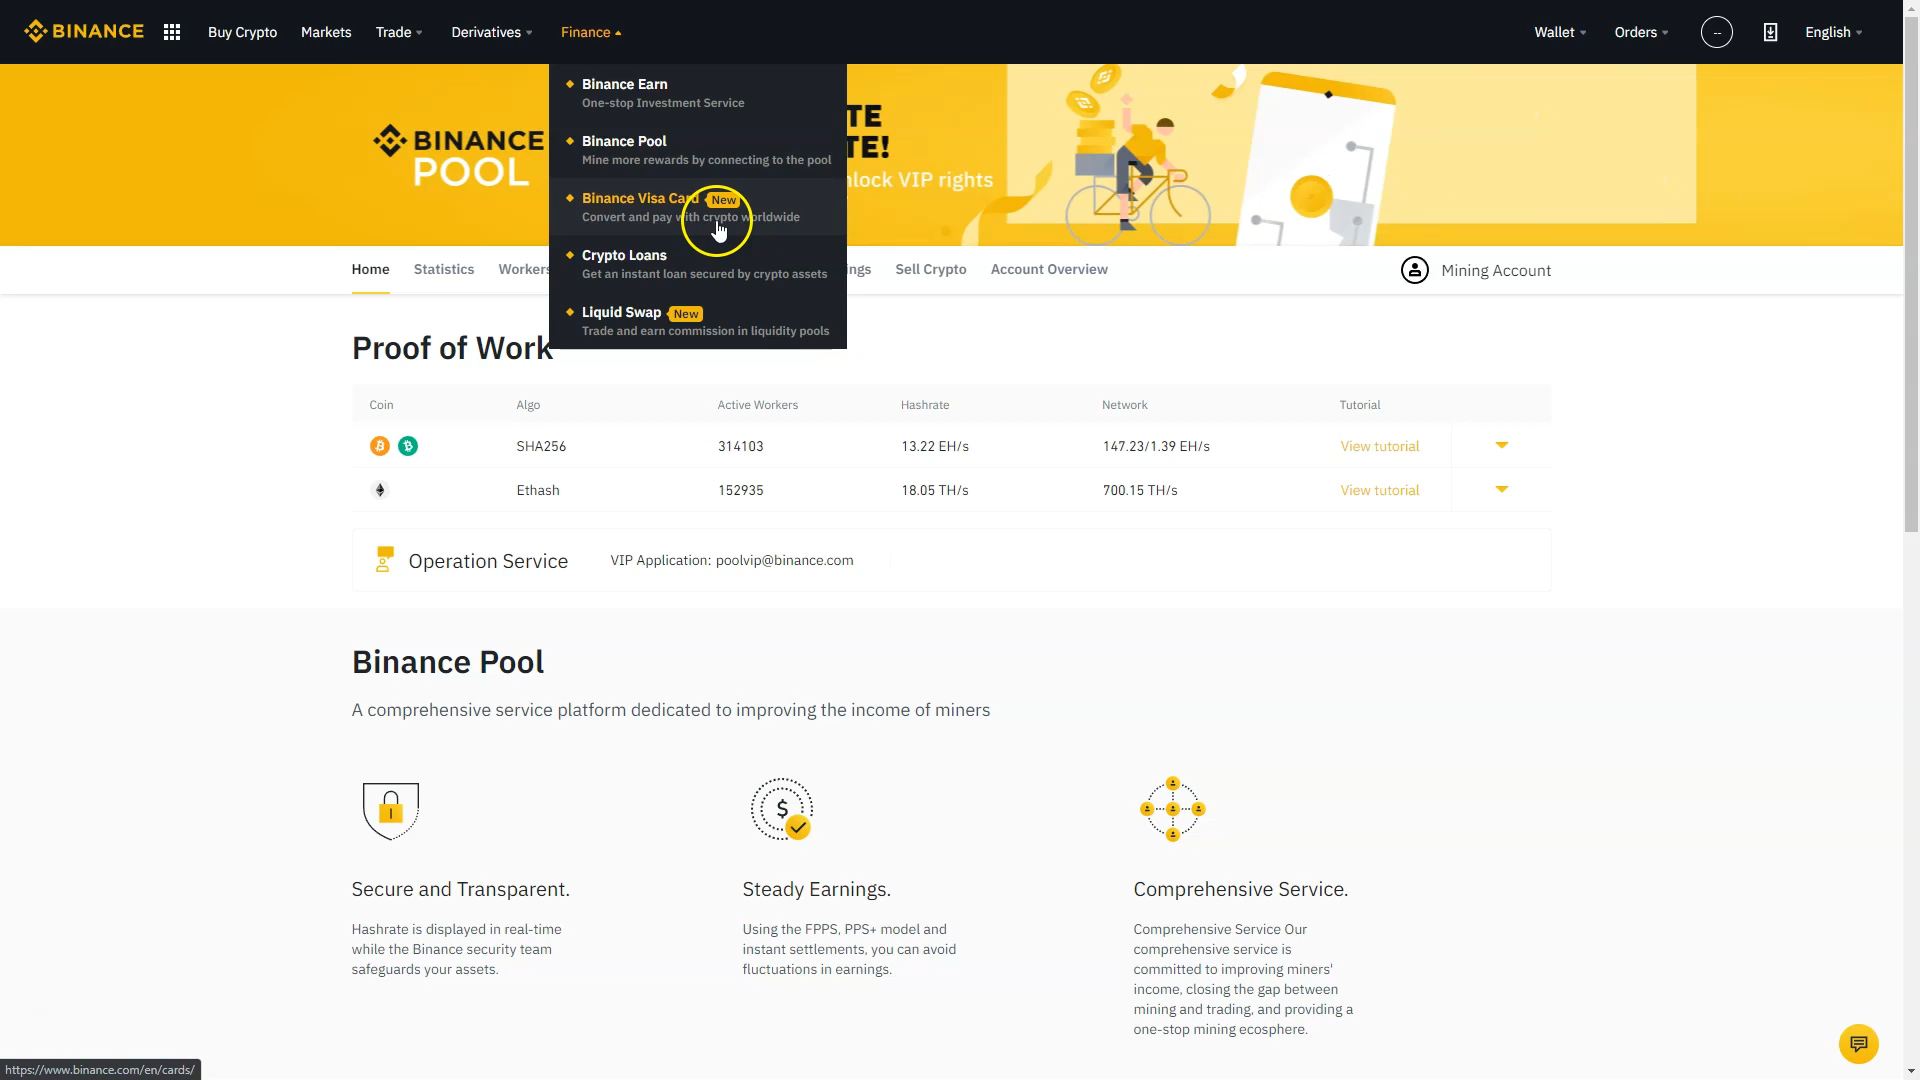 BINANCE
Buy Crypto
Markets
Trade
Derivatives
Finance
Wallet
Orders
--
English
BINANCE
POOL
TE
TE!
nlock VIP rights
Binance Earn
One-stop Investment Service
Binance Pool
Mine more rewards by connecting to the pool
Binance Visa Card New
Convert and pay with crypto worldwide
Crypto Loans
Get an instant loan secured by crypto assets
Liquid Swap New
Trade and earn commission in liquidity pools
Home
Statistics
Workers
ings
Sell Crypto
Account Overview
Mining Account
Proof of Work
Coin Algo Active Workers Hashrate Network Tutorial
SHA256 314103 13.22 EH/s 147.23/1.39 EH/s View tutorial
Ethash 152935 18.05 TH/s 700.15 TH/s View tutorial
Operation Service
VIP Application: poolvip@binance.com
Binance Pool
A comprehensive service platform dedicated to improving the income of miners
$
Secure and Transparent.
Hashrate is displayed in real-time
while the Binance security team
safeguards your assets.
Steady Earnings.
Using the FPPS, PPS+ model and
instant settlements, you can avoid
fluctuations in earnings.
Comprehensive Service.
Comprehensive Service Our
comprehensive service is
committed to improving miners'
income, closing the gap between
mining and trading, and providing a
one-stop mining ecosphere.
https://www.binance.com/en/cards/